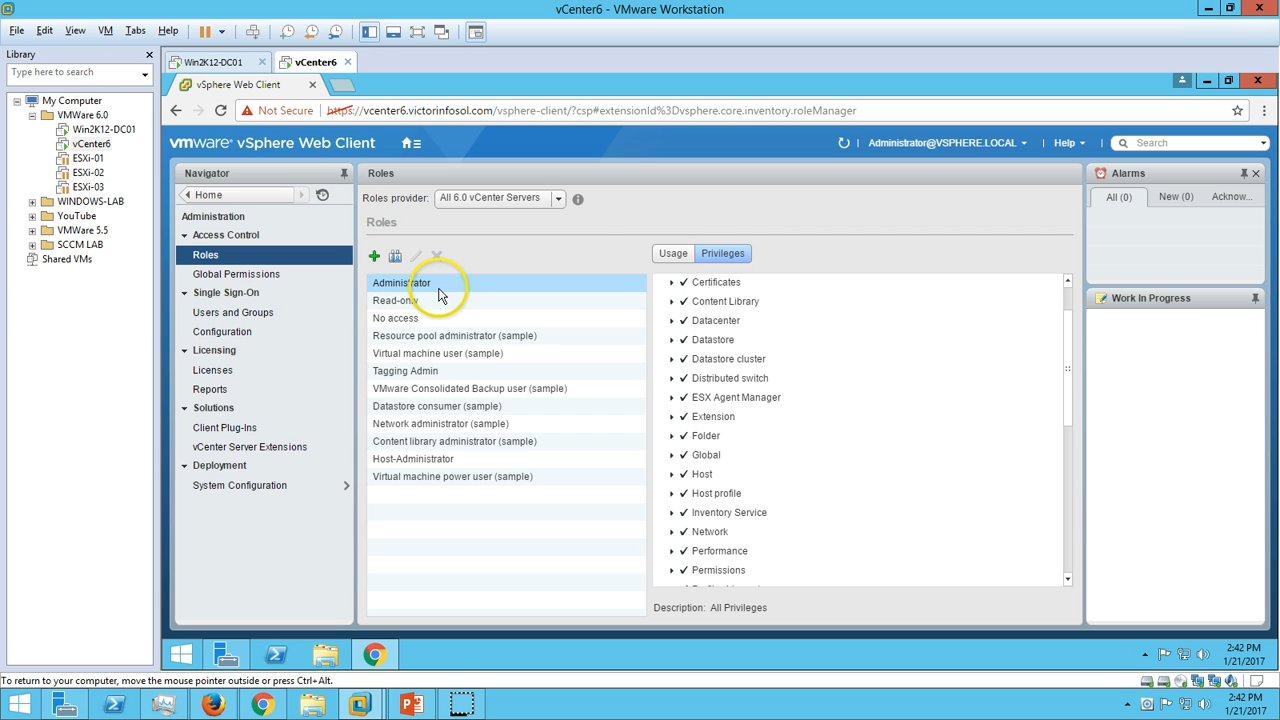 vCenter6 - VMware Workstation
File Edit View VM Tabs Help
Library
Type here to search
My Computer
VMWare 6.0
Win2K12-DC01
vCenter6
ESXi-01
ESXi-02
ESXi-03
WINDOWS-LAB
YouTube
VMWare 5.5
SCCM LAB
Shared VMs
Win2K12-DC01
vCenter6
vSphere Web Client
Not Secure https://vcenter6.victorinfosol.com/vsphere-client/?csp#extensionId%3Dvsphere.core.inventory.roleManager
vmware® vSphere Web Client
Administrator@VSPHERE.LOCAL
Help
Search
Navigator
Home
Administration
Access Control
Roles
Global Permissions
Single Sign-On
Users and Groups
Configuration
Licensing
Licenses
Reports
Solutions
Client Plug-Ins
vCenter Server Extensions
Deployment
System Configuration
Roles
Roles provider: All 6.0 vCenter Servers
Roles
Administrator
Read-only
No access
Resource pool administrator (sample)
Virtual machine user (sample)
Tagging Admin
VMware Consolidated Backup user (sample)
Datastore consumer (sample)
Network administrator (sample)
Content library administrator (sample)
Host-Administrator
Virtual machine power user (sample)
Usage Privileges
Certificates
Content Library
Datacenter
Datastore
Datastore cluster
Distributed switch
ESX Agent Manager
Extension
Folder
Global
Host
Host profile
Inventory Service
Network
Performance
Permissions
Description: All Privileges
Alarms
All (0) New (0) Acknow...
Work In Progress
2:42 PM
1/21/2017
To return to your computer, move the mouse pointer outside or press Ctrl+Alt.
2:42 PM
1/21/2017